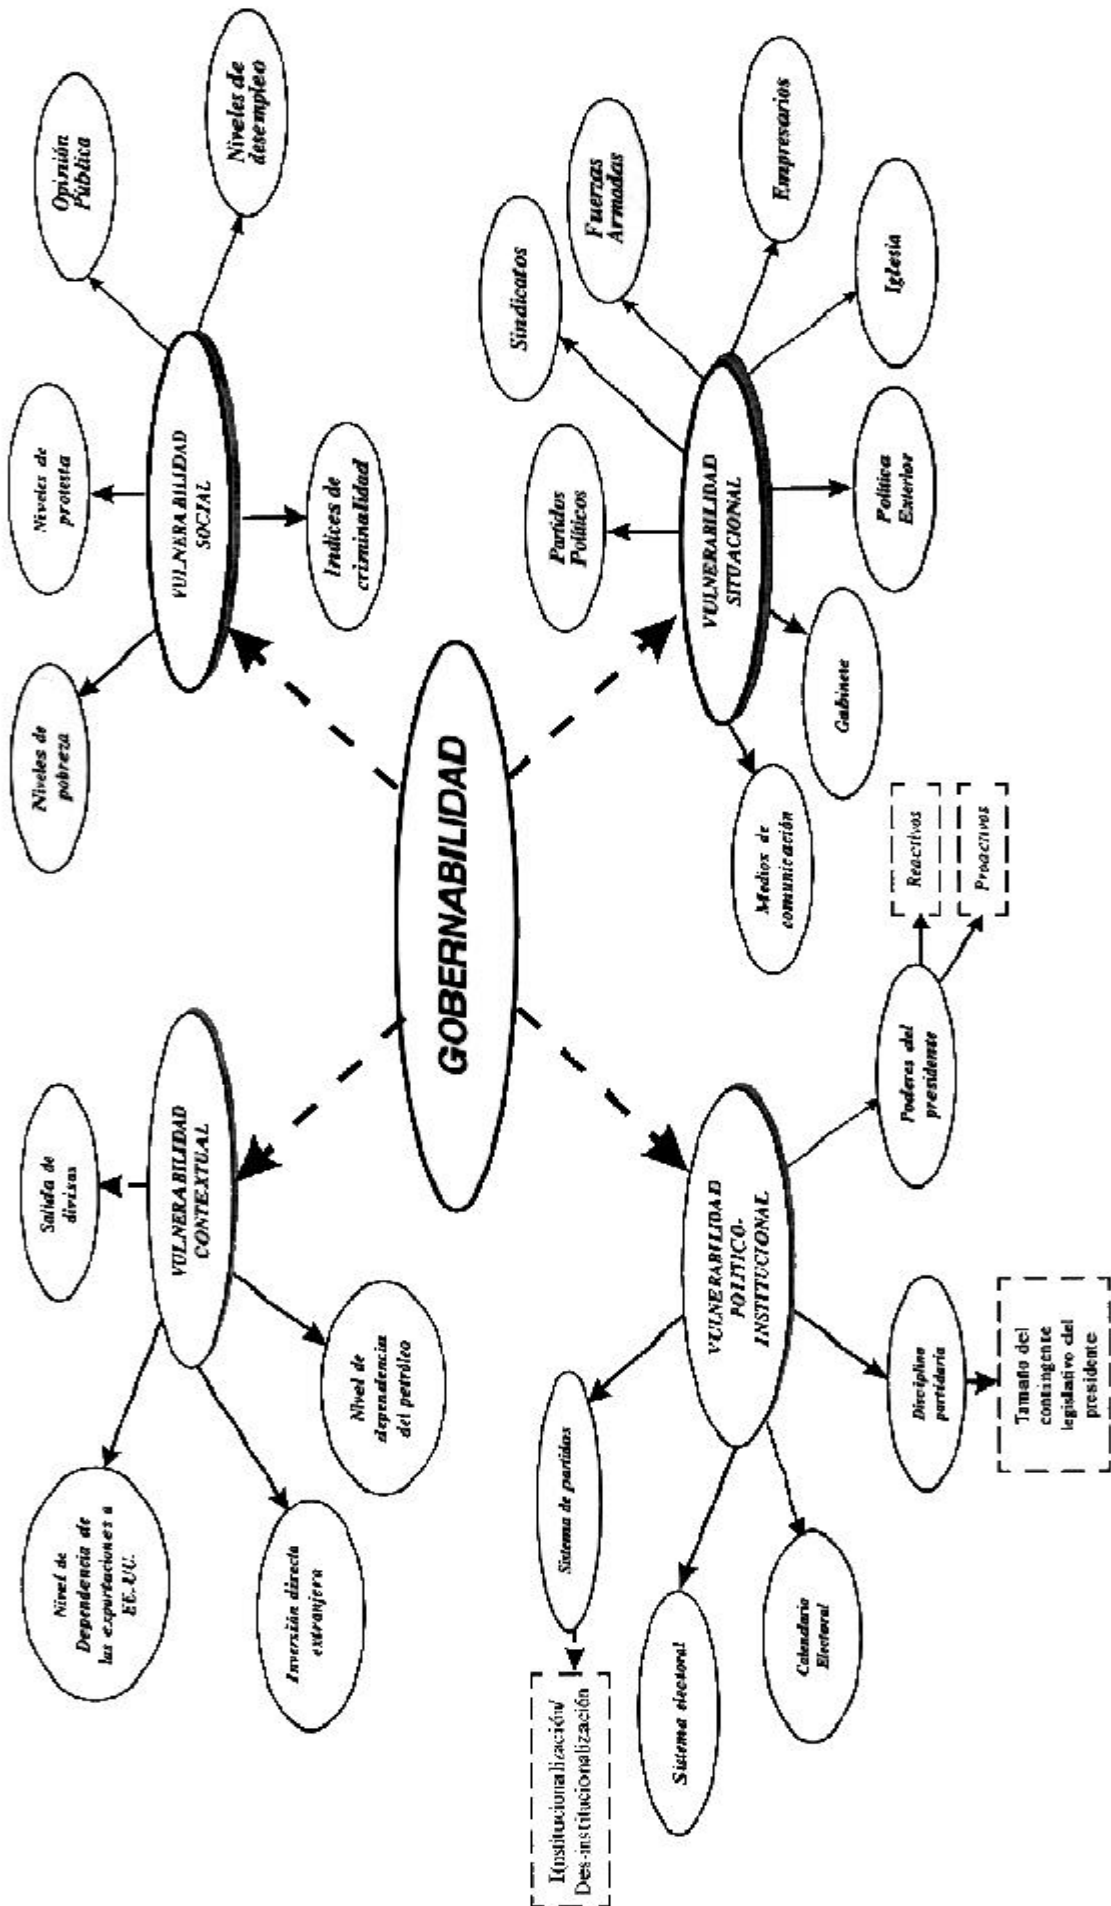 Nivel de
Dependencia de
las exportaciones a
EE.UU.
Salida de
divisas
VULNERABILIDAD
CONTEXTUAL
Inversión directa
extranjera
Nivel de
dependencia
del petróleo
Niveles de
pobreza
Niveles de
protesta
Opinión
Pública
Niveles de
desempleo
VULNERABILIDAD
SOCIAL
Indices de
criminalidad
GOBERNABILIDAD
I(nstitucionalización/
Des-institucionalización
Sistema de partidos
Sistema electoral
VULNERABILIDAD
POLITICO-
INSTITUCIONAL
Calendario
Electoral
Disciplina
partidaria
Tamaño del
contingente
legislativo del
presidente
Poderes del
presidente
Reactivos
Proactivos
Partidos
Políticos
Sindicatos
Fuerzas
Armadas
Empresarios
VULNERABILIDAD
SITUACIONAL
Medios de
comunicación
Gabinete
Política
Exterior
Iglesia